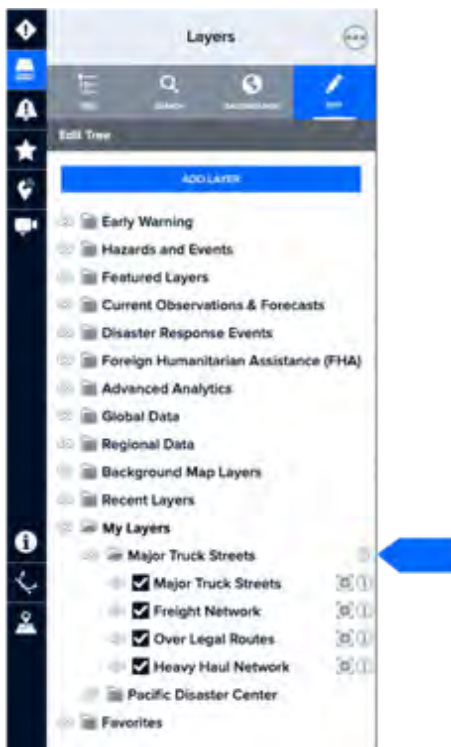 Layers
SEARCH
EDIT
Edit Tree
ADD LAYER
Early Warning
Hazards and Events
Featured Layers
Current Observations & Forecasts
Disaster Response Events
Foreign Humanitarian Assistance (FHA)
Advanced Analytics
Global Data
Regional Data
Background Map Layers
Recent Layers
My Layers
Major Truck Streets
Major Truck Streets
Freight Network
Over Legal Routes
Heavy Haul Network
Pacific Disaster Center
Favorites